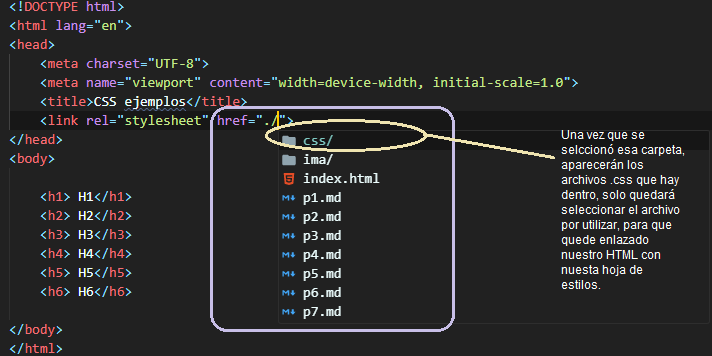 <!DOCTYPE html>
<html lang="en">
<head>
<meta charset="UTF-8">
<meta name="viewport" content="width=device-width, initial-scale=1.0">
<title>CSS ejemplos</title>
<link rel="stylesheet" href="./">
</head>
<body>
<h1> H1</h1>
<h2> H2</h2>
<h3> H3</h3>
<h4> H4</h4>
<h5> H5</h5>
<h6> H6</h6>
</body>
</html>
css/
ima/
index.html
p1.md
p2.md
p3.md
p4.md
p5.md
p6.md
p7.md
Una vez que se
selccionó esa carpeta,
aparecerán los
archivos .css que hay
dentro, solo quedará
seleccionar el archivo
por utilizar, para que
quede enlazado
nuestro HTML con
nuesta hoja de
estilos.